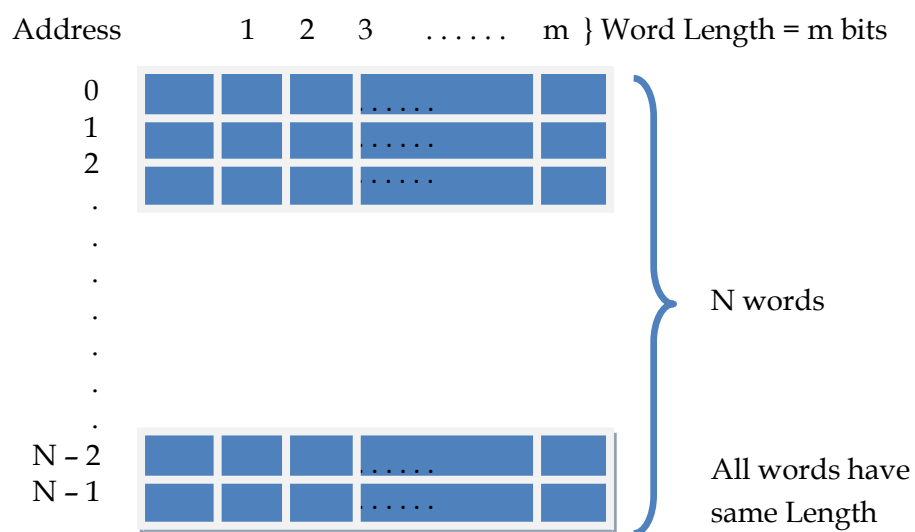 Address 1 2 3 ...... m } Word Length = m bits
0
......
1
......
2
......
.
.
.
.
.
.
.
N words
N – 2
......
All words have
N – 1
......
same Length